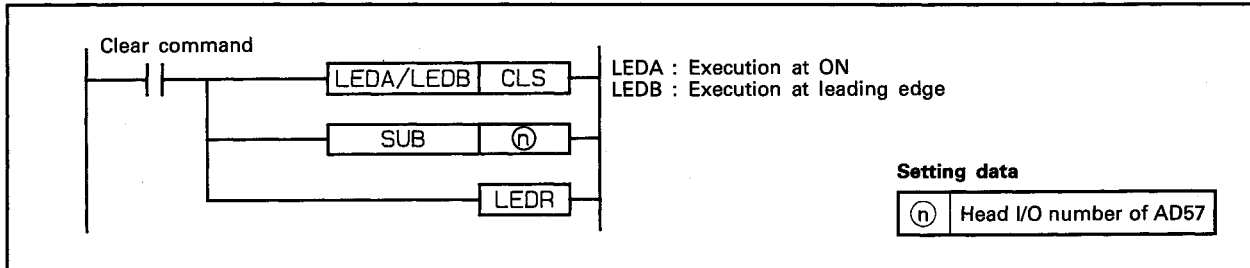 Clear command
LEDA/LEDB CLS
LEDA : Execution at ON
LEDB : Execution at leading edge
SUB ⓝ
LEDR
Setting data
ⓝ Head I/O number of AD57